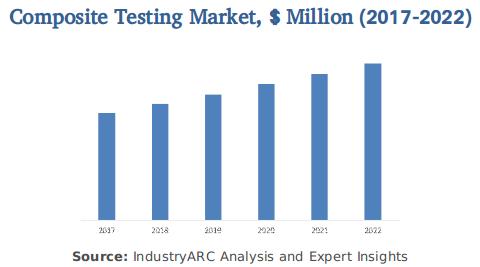 Composite Testing Market, $ Million (2017-2022)
2017 2018 2019 2020 2021 2022
Source: IndustryARC Analysis and Expert Insights